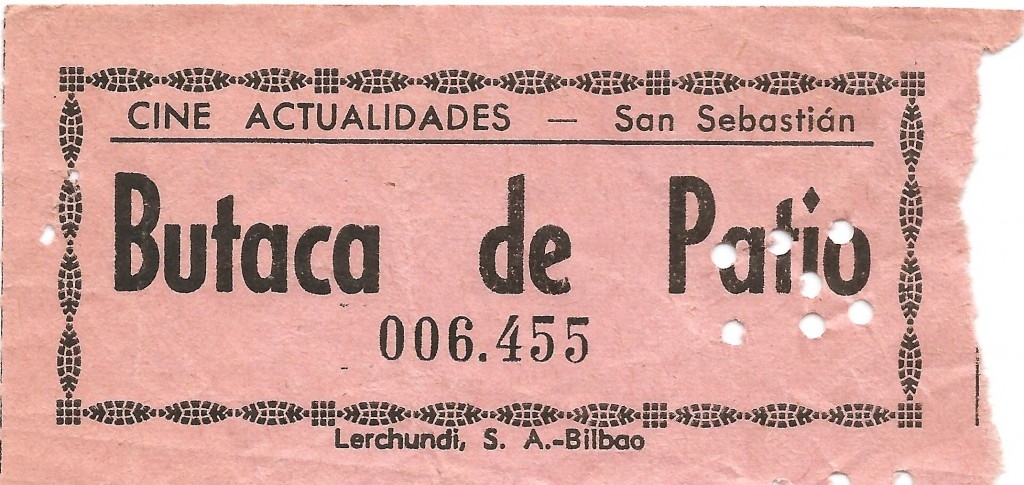 CINE ACTUALIDADES — San Sebastián
Butaca de Patio
006.455
Lerchundi, S. A.-Bilbao